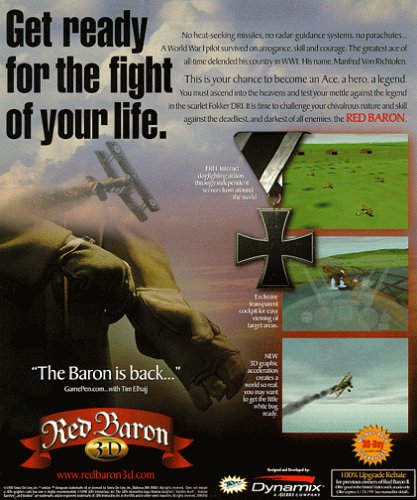 Get ready
for the fight
of your life.
No heat-seeking missiles, no radar-guidance systems, no parachutes...
A World War I pilot survived on arrogance, skill and courage. The greatest ace of
all-time defended his country in WWI. His name, Manfred Von Richtofen.
This is your chance to become an Ace, a hero, a legend.
You must ascend into the heavens and test your mettle against the legend
in the scarlet Fokker DRI. It is time to challenge your chivalrous nature and skill
against the deadliest, and darkest of all enemies, the RED BARON.
FREE Internet
dogfighting action
through independent
servers from around
the world
Exclusive
transparent
cockpit for easy
viewing of
target areas.
NEW
3D graphic
acceleration
creates a
world so real,
you may want
to get the little
white bag
ready.
"The Baron is back..."
GamePen.com...with Tim Elhajj
Red Baron
3D
www.redbaron3d.com
Designed and Developed by:
Dynamix
A SIERRA COMPANY
30-Day
100% Upgrade Rebate
for previous owners of Red Baron II